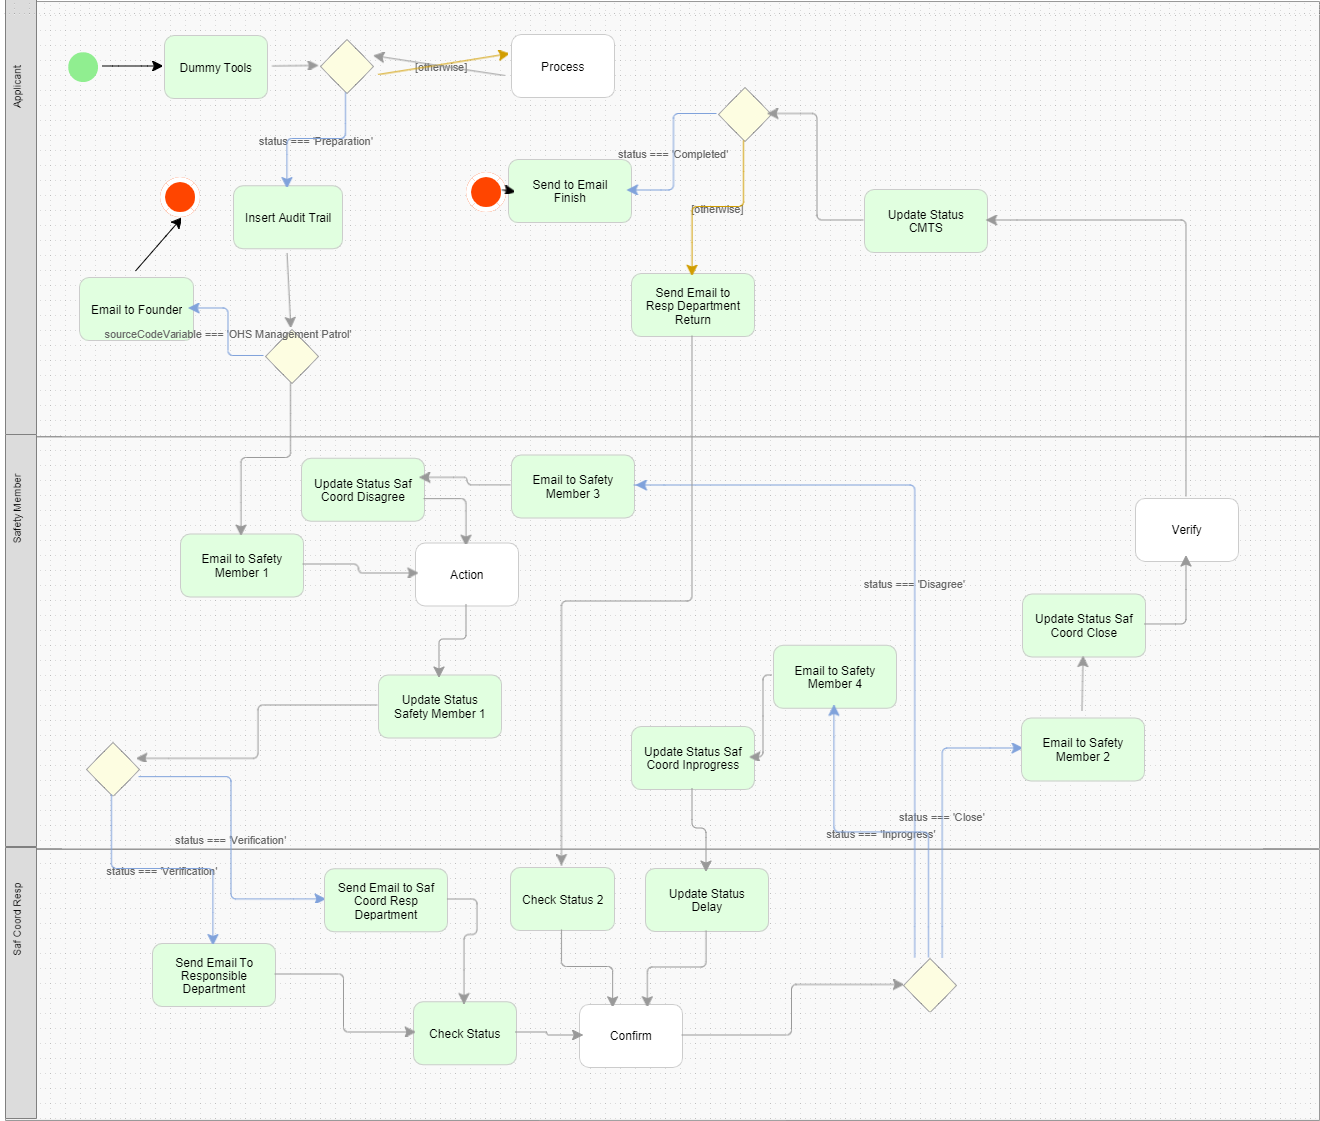 Applicant
Dummy Tools
[otherwise]
Process
status === 'Preparation'
status === 'Completed'
Send to Email
Finish
Insert Audit Trail
[otherwise]
Update Status
CMTS
Email to Founder
Send Email to
Resp Department
Return
sourceCodeVariable === 'OHS Management Patrol'
Safety Member
Update Status Saf
Coord Disagree
Email to Safety
Member 3
Verify
Email to Safety
Member 1
Action
status === 'Disagree'
Update Status Saf
Coord Close
Email to Safety
Member 4
Update Status
Safety Member 1
Update Status Saf
Coord Inprogress
Email to Safety
Member 2
status === 'Close'
status === 'Inprogress'
status === 'Verification'
Saf Coord Resp
status === 'Verification'
Send Email to Saf
Coord Resp
Department
Check Status 2
Update Status
Delay
Send Email To
Responsible
Department
Check Status
Confirm